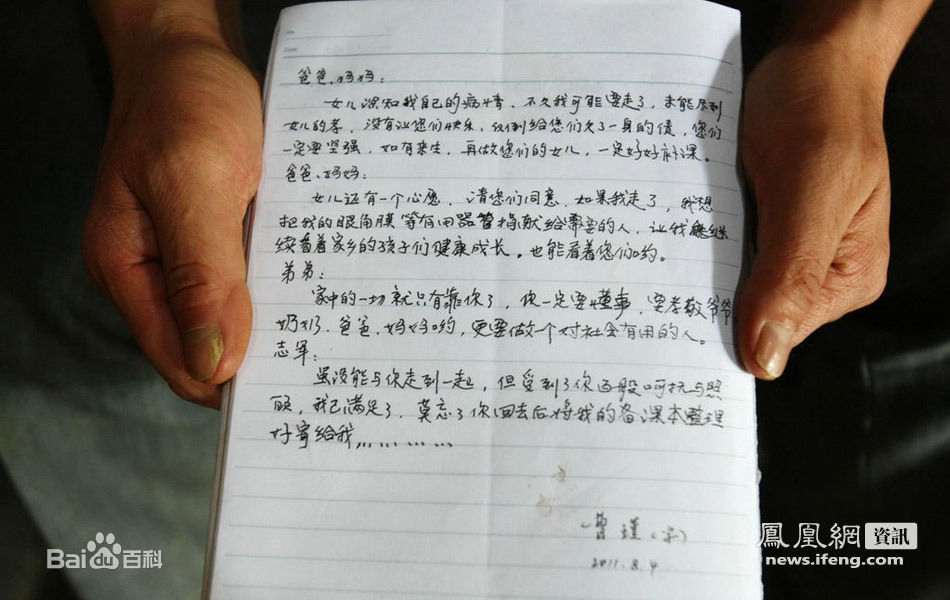 爸爸、妈妈：
女儿深知我自己的病情、不久我可能要走了，未能尽到
女儿的孝，没有让您们快乐，反倒给您们欠了一身的债，您们
一定要坚强，如有来生，再做您们的女儿，一定好好补课。
爸爸、妈妈：
女儿还有一个心愿，请您们同意，如果我走了，我想
把我的眼角膜等有用器管捐献给需要的人，让我继
续看着家乡的孩子们健康成长，也能看着您们哟。
弟弟：
家中的一切就只有靠你了，你一定要懂事，要孝敬爷爷
奶奶、爸爸、妈妈哟，更要做个对社会有用的人。
志军：
虽没能与你走到一起，但受到了你百般呵抚与照
顾，我已满足了，莫忘了你回去后将我的备课本整理
好寄给我，，，，，，
曾瑾（字）
2011.8.9
Bai百科
鳳凰網 資訊
news.ifeng.com